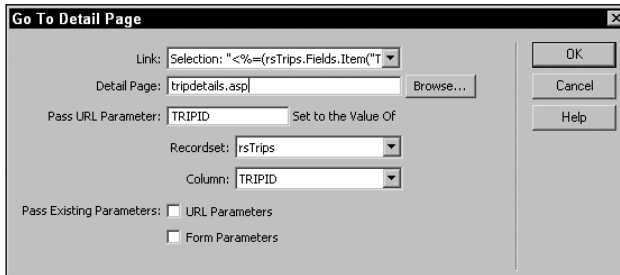 Go To Detail Page
Link: Selection: "<%=(rsTrips.Fields.Item("T
OK
Detail Page: tripdetails.asp Browse... Cancel
Pass URL Parameter: TRIPID Set to the Value Of Help
Recordset: rsTrips
Column: TRIPID
Pass Existing Parameters: URL Parameters
Form Parameters